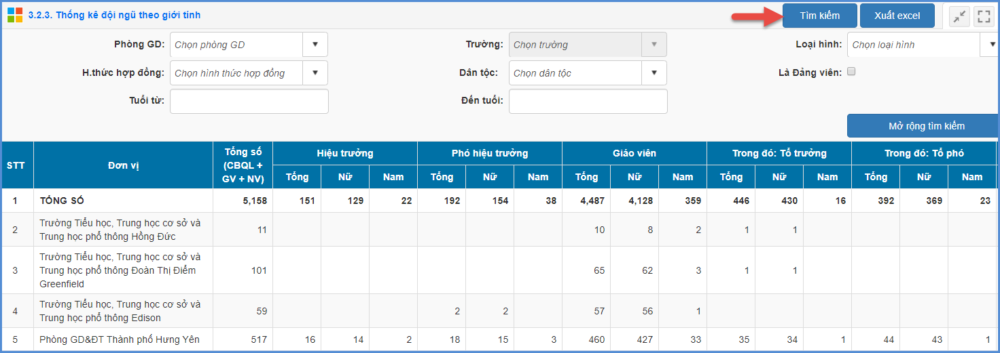 3.2.3. Thống kê đội ngũ theo giới tính
Tìm kiếm
Xuất excel
Phòng GD: Chọn phòng GD
Trường: Chọn trường
Loại hình: Chọn loại hình
H.thức hợp đồng: Chọn hình thức hợp đồng
Dân tộc: Chọn dân tộc
Là Đảng viên:
Tuổi từ:
Đến tuổi:
Mở rộng tìm kiếm
STT
Đơn vị
Tổng số
(CBQL +
GV + NV)
Hiệu trưởng
Phó hiệu trưởng
Giáo viên
Trong đó: Tổ trưởng
Trong đó: Tổ phó
Tổng Nữ Nam Tổng Nữ Nam Tổng Nữ Nam Tổng Nữ Nam Tổng Nữ Nam
1 TỔNG SỐ 5,158 151 129 22 192 154 38 4,487 4,128 359 446 430 16 392 369 23
2 Trường Tiểu học, Trung học cơ sở và
Trung học phổ thông Hồng Đức 11 10 8 2 1 1
3 Trường Tiểu học, Trung học cơ sở và
Trung học phổ thông Đoàn Thị Điểm
Greenfield 101 65 62 3 1 1
4 Trường Tiểu học, Trung học cơ sở và
Trung học phổ thông Edison 59 2 2 57 56 1
5 Phòng GD&ĐT Thành phố Hưng Yên 517 16 14 2 18 15 3 460 427 33 35 34 1 44 43 1